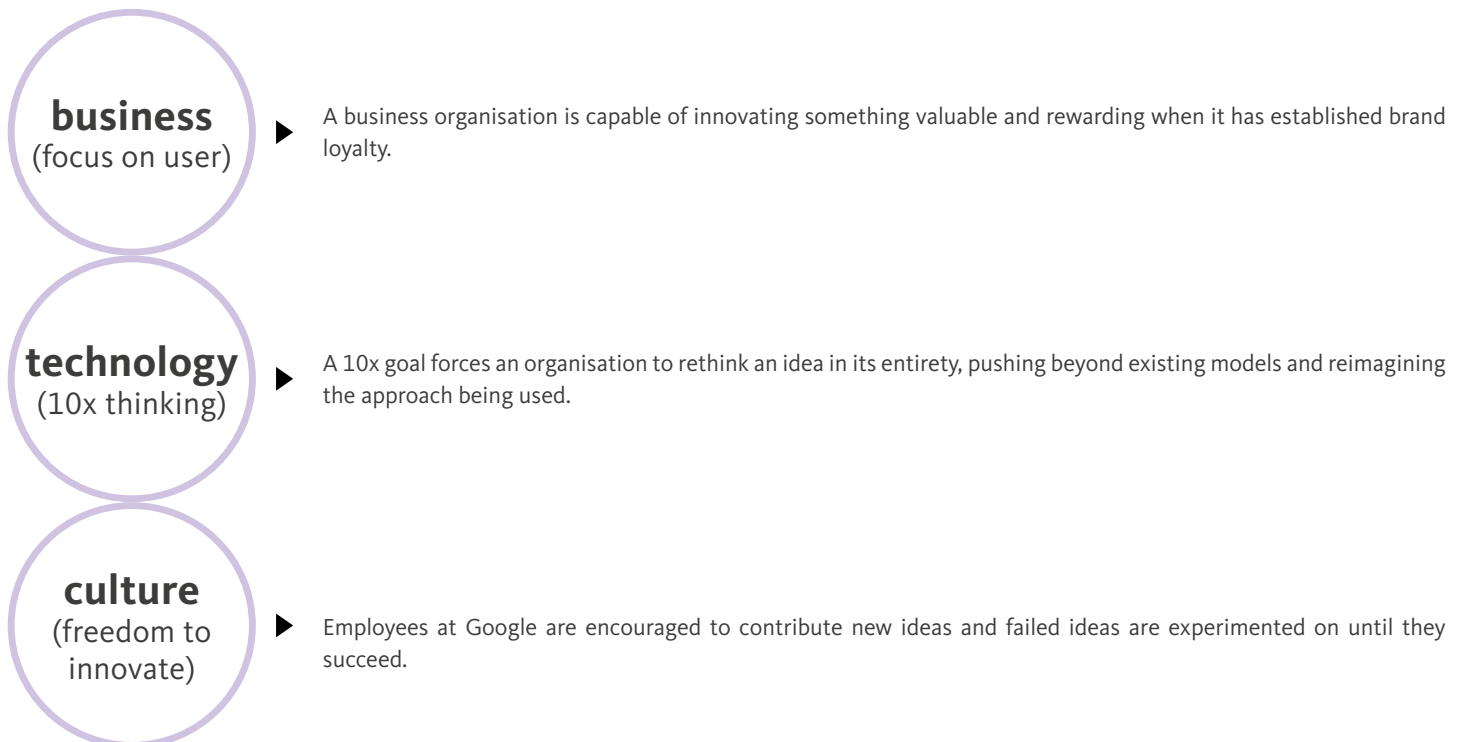 business
(focus on user)
A business organisation is capable of innovating something valuable and rewarding when it has established brand
loyalty.
technology
(10x thinking)
A 10x goal forces an organisation to rethink an idea in its entirety, pushing beyond existing models and reimagining
the approach being used.
culture
(freedom to
innovate)
Employees at Google are encouraged to contribute new ideas and failed ideas are experimented on until they
succeed.